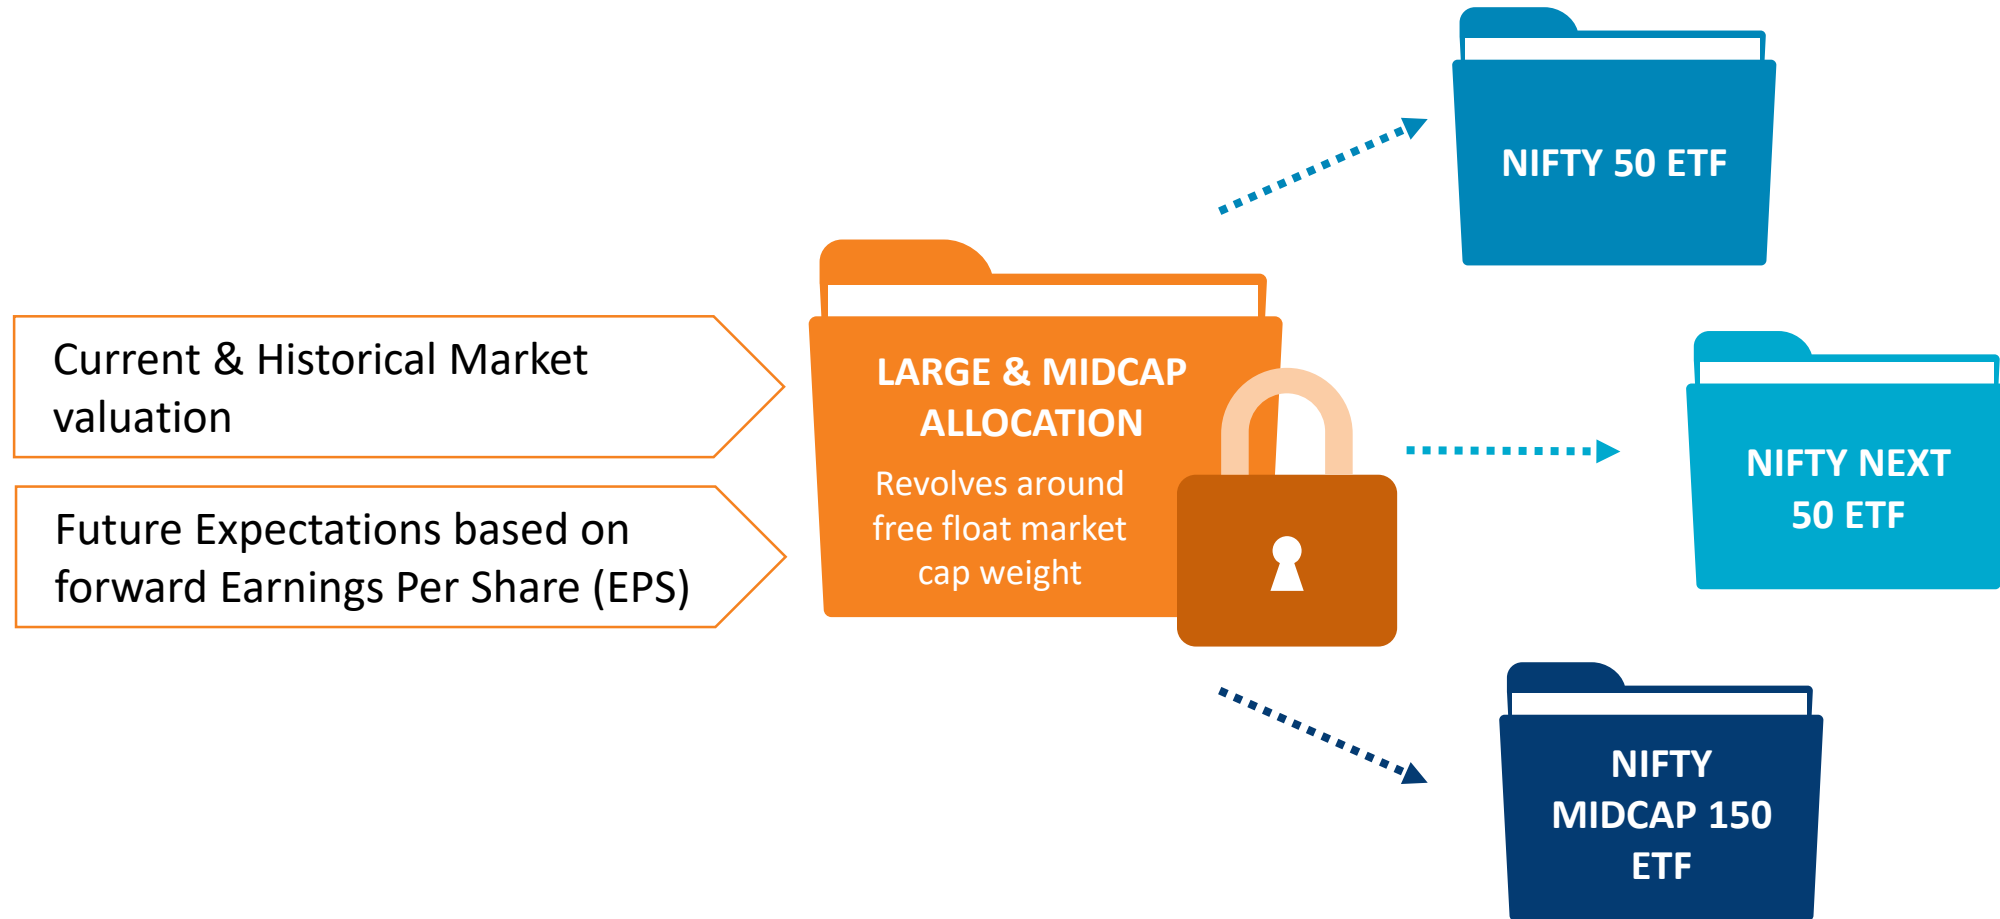 Current & Historical Market
valuation
Future Expectations based on
forward Earnings Per Share (EPS)
LARGE & MIDCAP
ALLOCATION
Revolves around
free float market
cap weight
NIFTY 50 ETF
NIFTY NEXT
50 ETF
NIFTY
MIDCAP 150
ETF